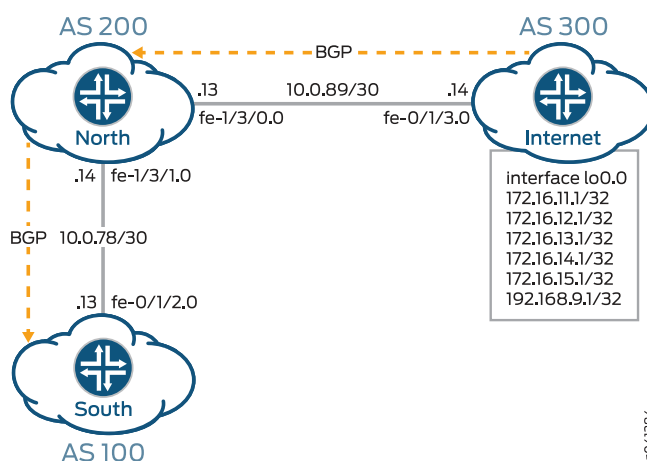 AS 200
AS 300
BGP
.13
10.0.89/30
.14
fe-1/3/0.0
fe-0/1/3.0
North
Internet
.14
fe-1/3/1.0
interface lo0.0
172.16.11.1/32
172.16.12.1/32
172.16.13.1/32
172.16.14.1/32
172.16.15.1/32
192.168.9.1/32
BGP
10.0.78/30
.13
fe-0/1/2.0
South
AS 100